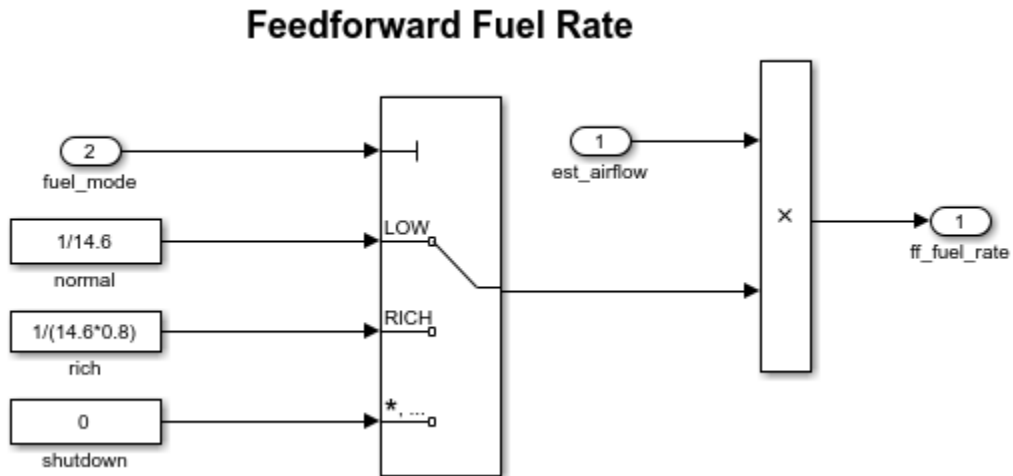 Feedforward Fuel Rate
2
fuel_mode
1
est_airflow
1/14.6
normal
LOW
×
1
ff_fuel_rate
1/(14.6*0.8)
rich
RICH
0
shutdown
*, ...